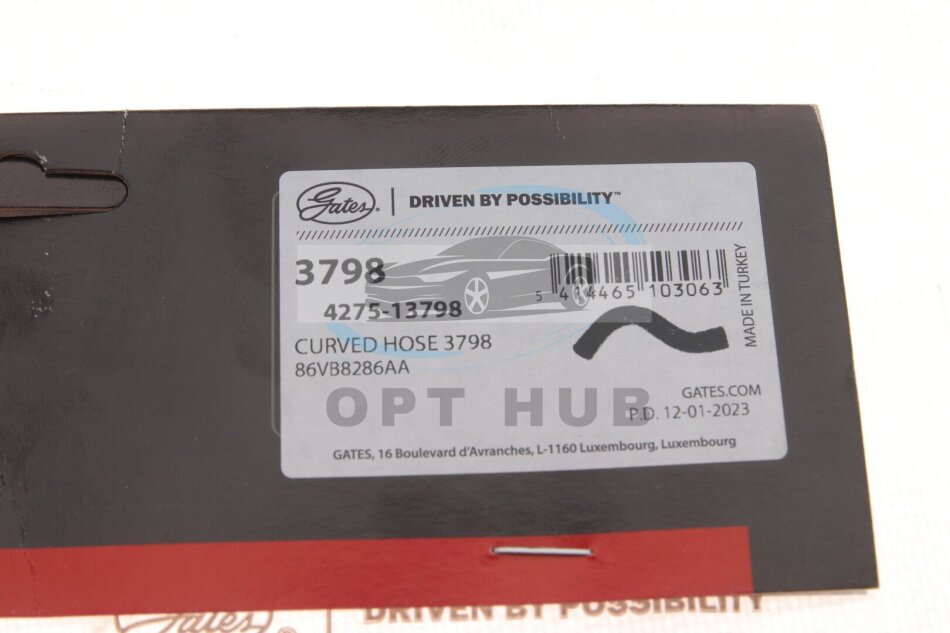 Gates® | DRIVEN BY POSSIBILITY™
3798
4275-13798
5 414465 103063
MADE IN TURKEY
CURVED HOSE 3798
86VB8286AA
GATES.COM
OPT HUB
P.D. 12-01-2023
GATES, 16 Boulevard d'Avranches, L-1160 Luxembourg, Luxembourg
Gates DRIVEN BY POSSIBILITY